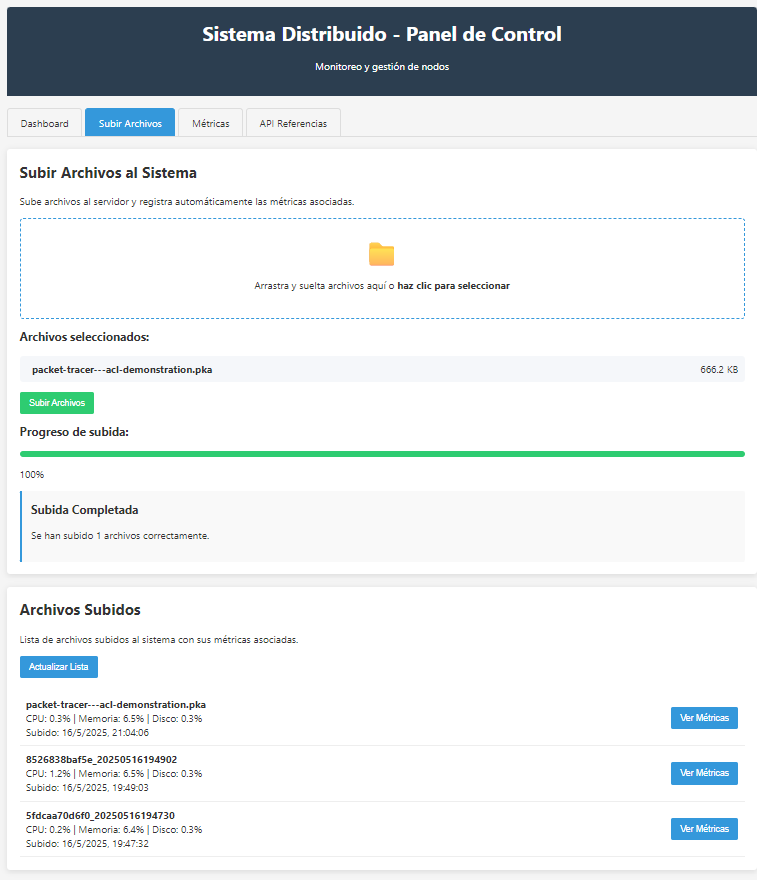 Sistema Distribuido - Panel de Control
Monitoreo y gestión de nodos
Dashboard
Subir Archivos
Métricas
API Referencias
Subir Archivos al Sistema
Sube archivos al servidor y registra automáticamente las métricas asociadas.
Arrastra y suelta archivos aquí o haz clic para seleccionar
Archivos seleccionados:
packet-tracer---acl-demonstration.pka 666.2 KB
Subir Archivos
Progreso de subida:
100%
Subida Completada
Se han subido 1 archivos correctamente.
Archivos Subidos
Lista de archivos subidos al sistema con sus métricas asociadas.
Actualizar Lista
packet-tracer---acl-demonstration.pka
CPU: 0.3% | Memoria: 6.5% | Disco: 0.3%
Subido: 16/5/2025, 21:04:06
Ver Métricas
8526838baf5e_20250516194902
CPU: 1.2% | Memoria: 6.5% | Disco: 0.3%
Subido: 16/5/2025, 19:49:03
Ver Métricas
5fdcaa70d6f0_20250516194730
CPU: 0.2% | Memoria: 6.4% | Disco: 0.3%
Subido: 16/5/2025, 19:47:32
Ver Métricas